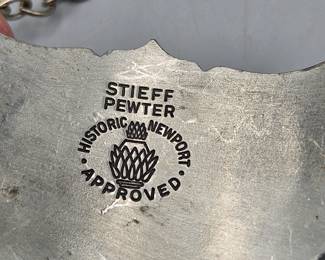 STIEFF
PEWTER
· HISTORIC NEWPORT ·
APPROVED